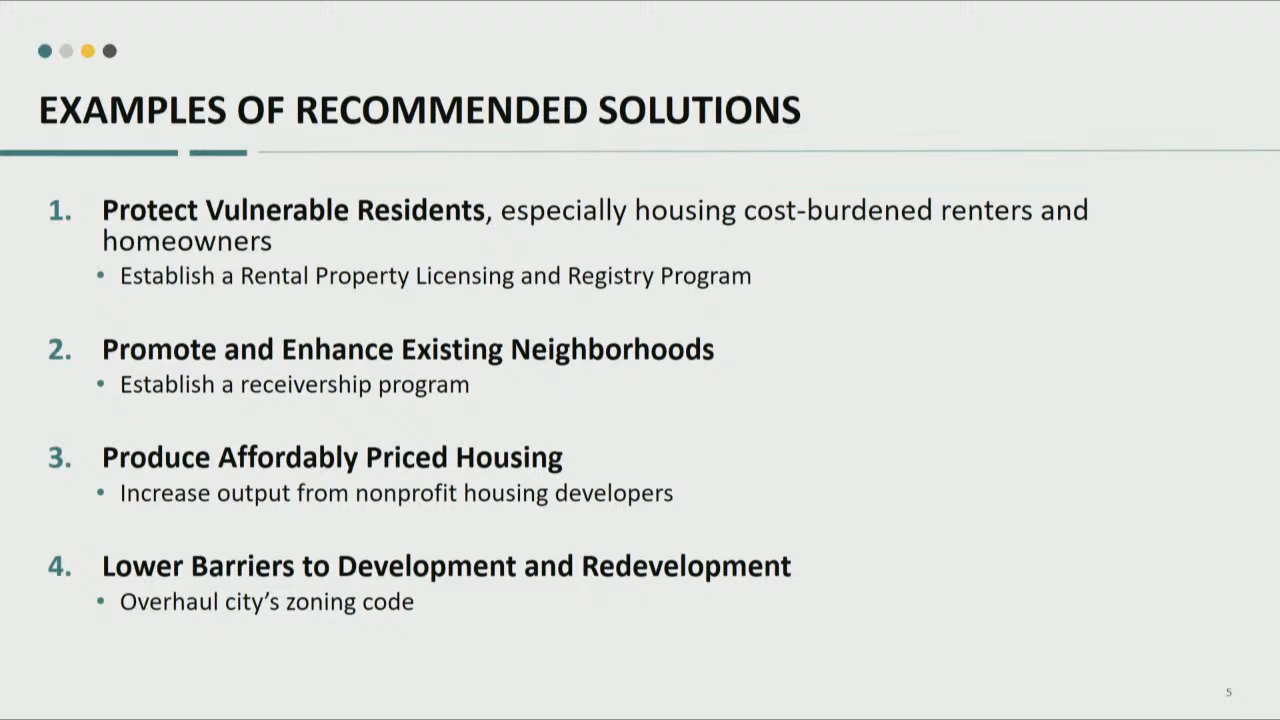 EXAMPLES OF RECOMMENDED SOLUTIONS
1. Protect Vulnerable Residents, especially housing cost-burdened renters and
homeowners
• Establish a Rental Property Licensing and Registry Program
2. Promote and Enhance Existing Neighborhoods
• Establish a receivership program
3. Produce Affordably Priced Housing
• Increase output from nonprofit housing developers
4. Lower Barriers to Development and Redevelopment
• Overhaul city’s zoning code
5